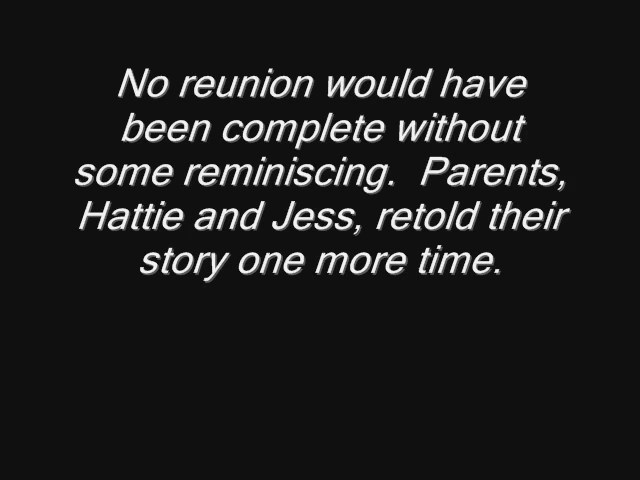 No reunion would have
been complete without
some reminiscing.  Parents,
Hattie and Jess, retold their
story one more time.